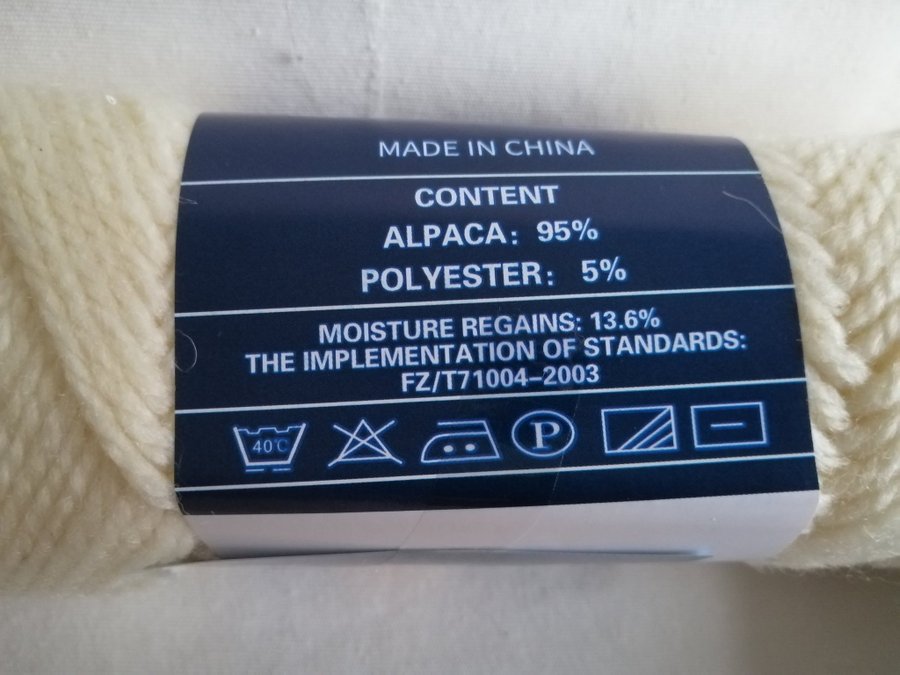 MADE IN CHINA
CONTENT
ALPACA: 95%
POLYESTER: 5%
MOISTURE REGAINS: 13.6%
THE IMPLEMENTATION OF STANDARDS:
FZ/T71004-2003
40℃ P